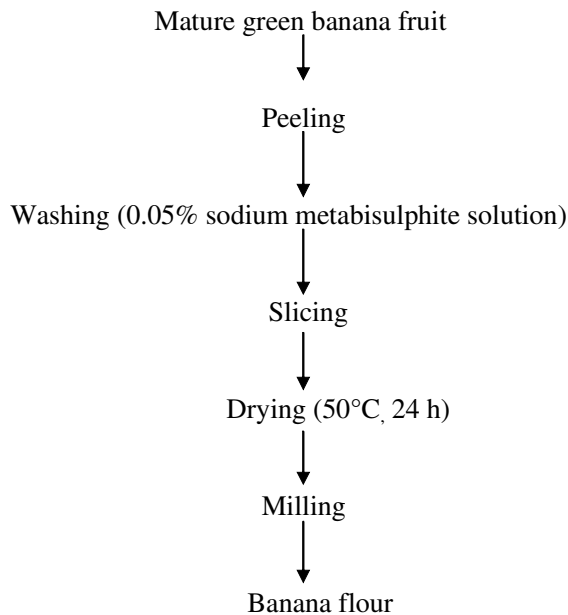 Mature green banana fruit
Peeling
Washing (0.05% sodium metabisulphite solution)
Slicing
Drying (50°C, 24 h)
Milling
Banana flour